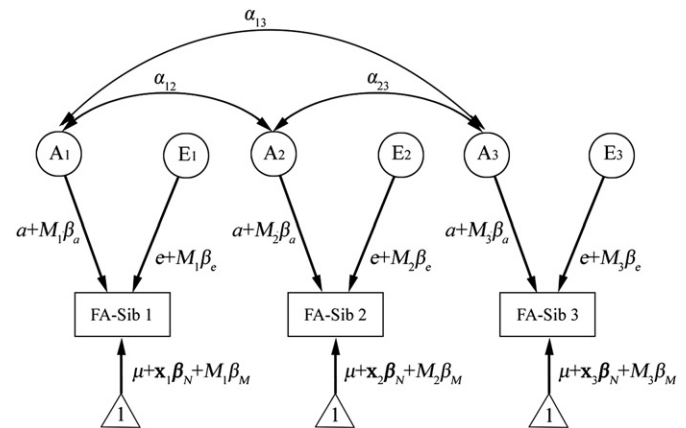 α13
α12 α23
A1 E1 A2 E2 A3 E3
a+M1βa e+M1βe a+M2βa e+M2βe a+M3βa e+M3βe
FA-Sib 1 FA-Sib 2 FA-Sib 3
μ+x1βN+M1βM μ+x2βN+M2βM μ+x3βN+M3βM
1 1 1